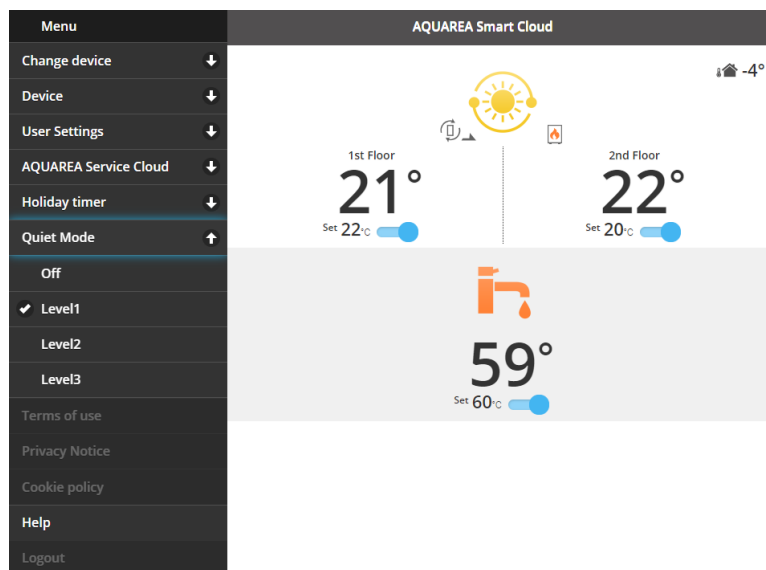 Menu
Change device
Device
User Settings
AQUAREA Service Cloud
Holiday timer
Quiet Mode
Off
Level1
Level2
Level3
Terms of use
Privacy Notice
Cookie policy
Help
Logout
AQUAREA Smart Cloud
-4°
1st Floor
21°
Set 22°C
2nd Floor
22°
Set 20°C
59°
Set 60°C